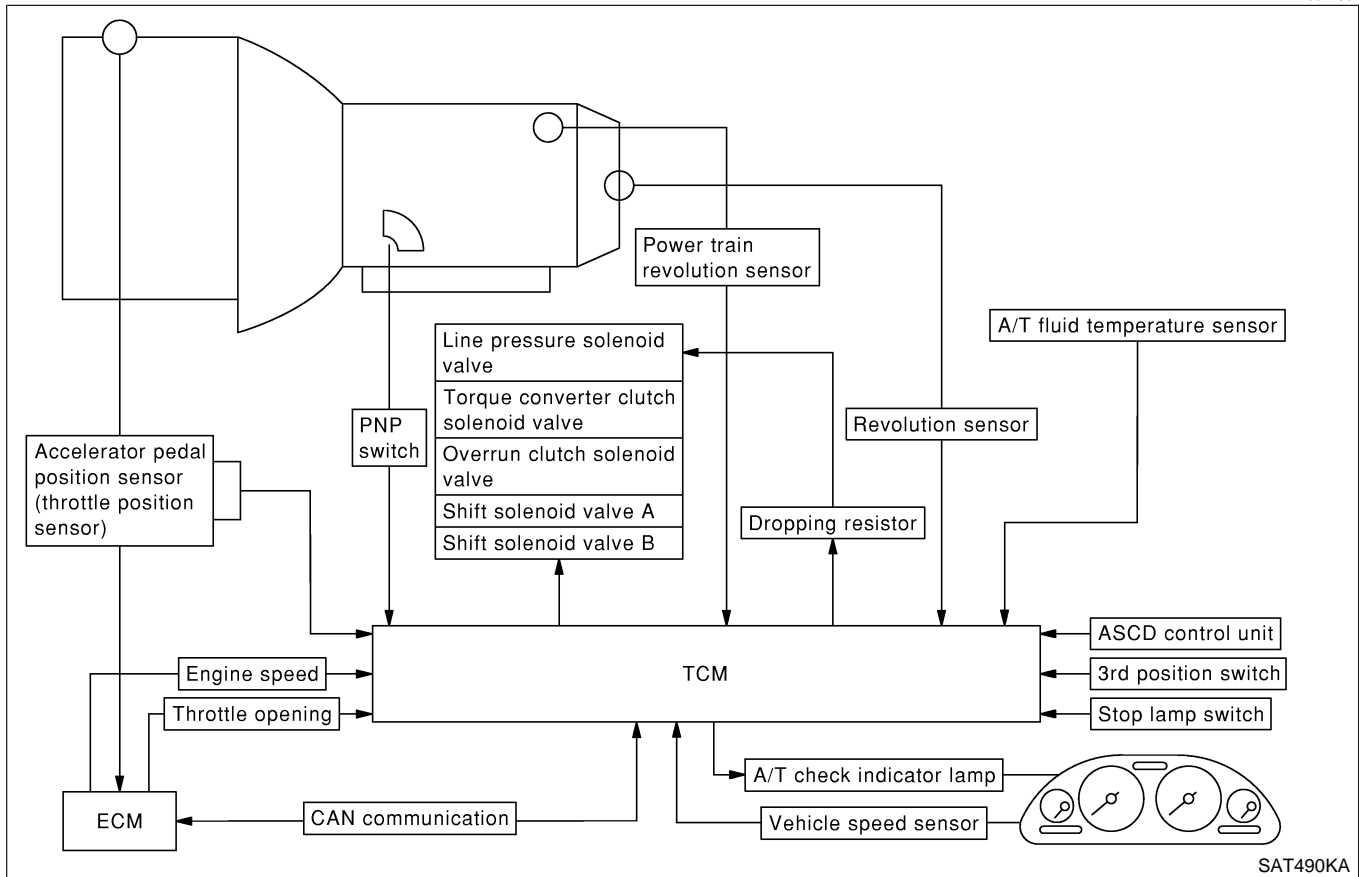 Power train
revolution sensor
A/T fluid temperature sensor
Line pressure solenoid
valve
Torque converter clutch
solenoid valve
Overrun clutch solenoid
valve
Shift solenoid valve A
Shift solenoid valve B
PNP
switch
Revolution sensor
Accelerator pedal
position sensor
(throttle position
sensor)
Dropping resistor
ASCD control unit
Engine speed
TCM
3rd position switch
Throttle opening
Stop lamp switch
A/T check indicator lamp
ECM
CAN communication
Vehicle speed sensor
SAT490KA